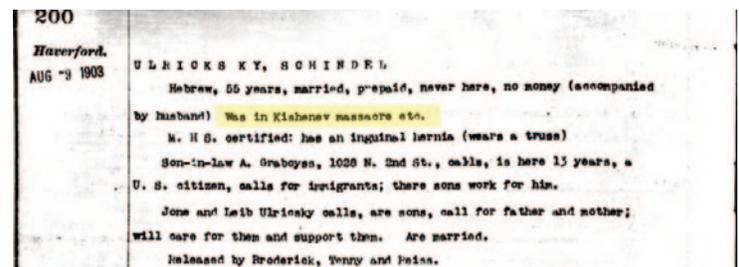 200
Haverford.
AUG -9 1903
ULRICKSKY, SCHINDEL
Hebrew, 55 years, married, prepaid, never here, no money (accompanied
by husband) Was in Kishenev massacre etc.
M. H S. certified: has an inguinal hernia (wears a truss)
Son-in-law A. Graboyss, 1028 N. 2nd St., calls, is here 13 years, a
U. S. citizen, calls for immigrants; there sons work for him.
Jone and Leib Ulricsky calls, are sons, call for father and mother;
will care for them and support them. Are married.
Released by Broderick, Tenny and Weiss.